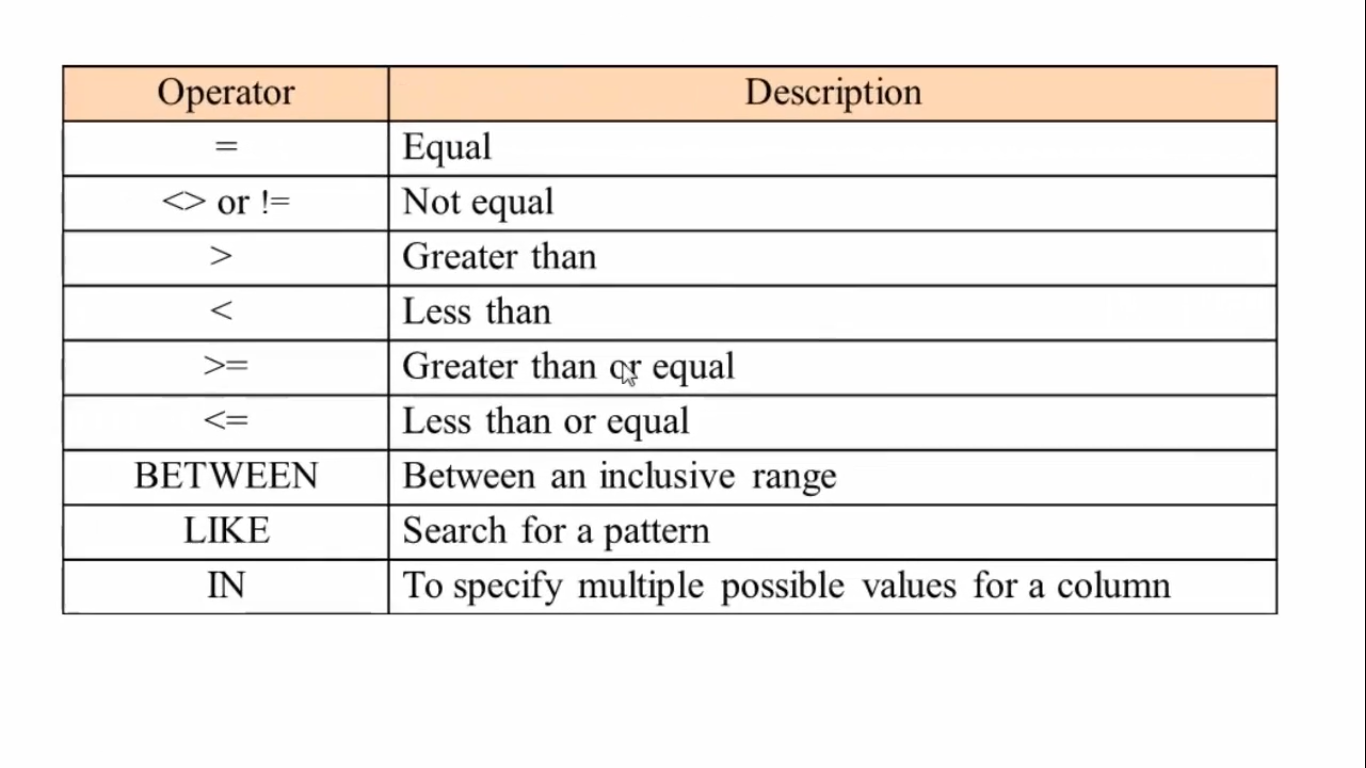 Operator Description
= Equal
<> or != Not equal
> Greater than
< Less than
>= Greater than or equal
<= Less than or equal
BETWEEN Between an inclusive range
LIKE Search for a pattern
IN To specify multiple possible values for a column